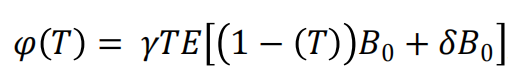 φ(T) = γTE[(1 − (T))B₀ + δB₀]